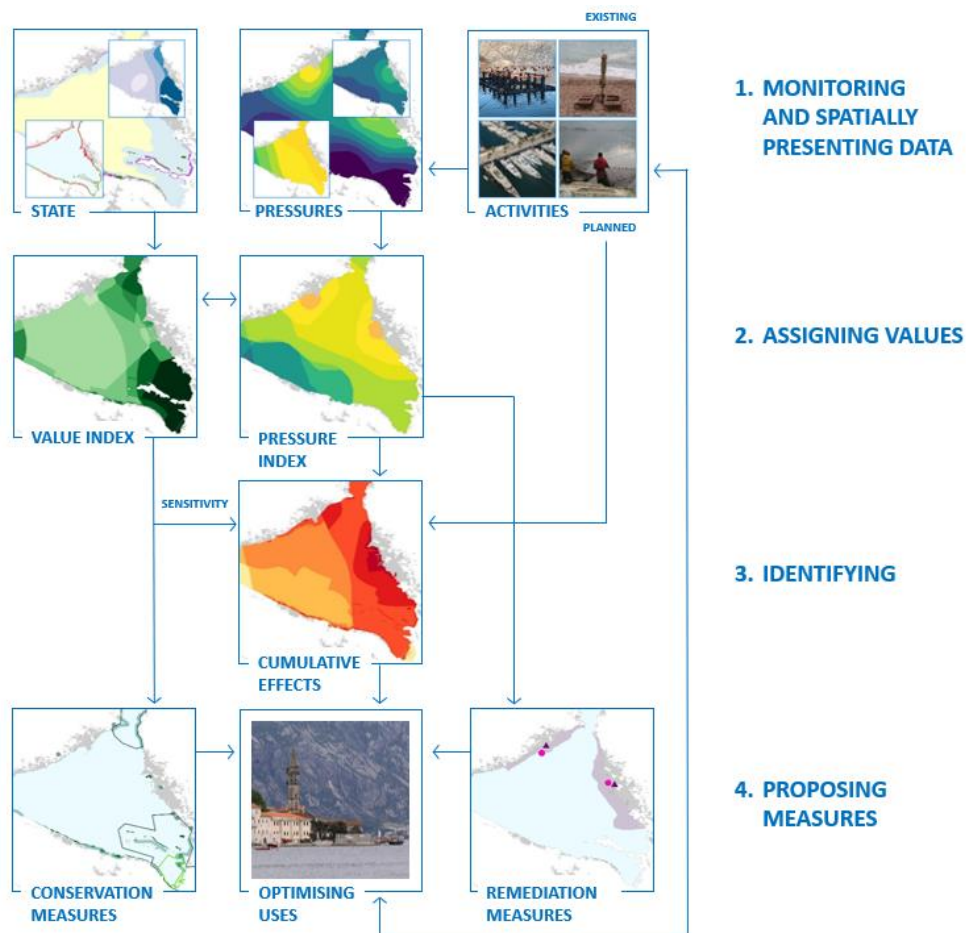 EXISTING
1. MONITORING
AND SPATIALLY
PRESENTING DATA
STATE
PRESSURES
ACTIVITIES
PLANNED
2. ASSIGNING VALUES
VALUE INDEX
PRESSURE
INDEX
SENSITIVITY
3. IDENTIFYING
CUMULATIVE
EFFECTS
4. PROPOSING
MEASURES
CONSERVATION
MEASURES
OPTIMISING
USES
REMEDIATION
MEASURES